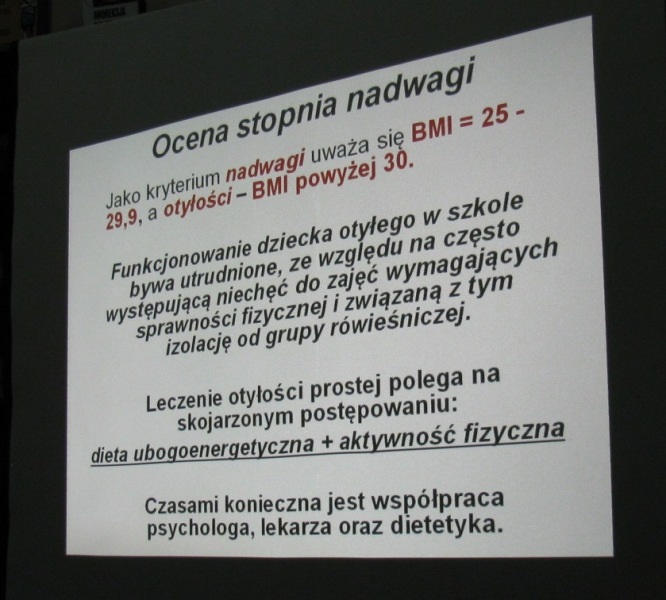 Ocena stopnia nadwagi
Jako kryterium nadwagi uważa się BMI = 25 -
29,9, a otyłości – BMI powyżej 30.
Funkcjonowanie dziecka otyłego w szkole
bywa utrudnione, ze względu na często
występującą niechęć do zajęć wymagających
sprawności fizycznej i związaną z tym
izolację od grupy rówieśniczej.
Leczenie otyłości prostej polega na
skojarzonym postępowaniu:
dieta ubogoenergetyczna + aktywność fizyczna
Czasami konieczna jest współpraca
psychologa, lekarza oraz dietetyka.